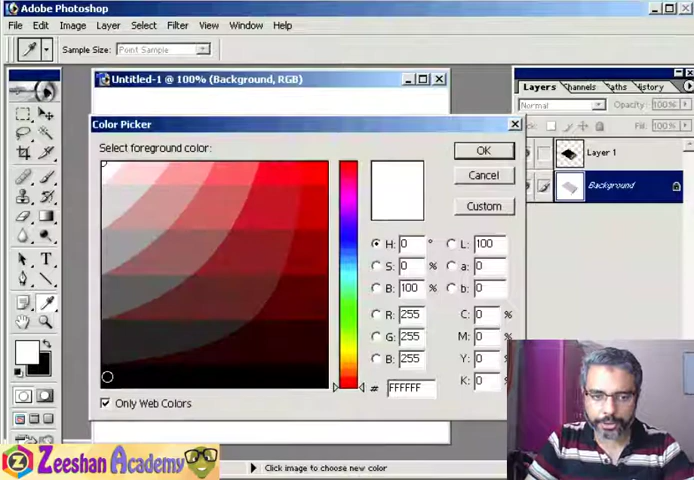 Adobe Photoshop
File Edit Image Layer Select Filter View Window Help
Sample Size: Point Sample
Untitled-1 @ 100% (Background, RGB)
Layers Channels Paths History
Normal Opacity: 100%
Fill: 100%
Layer 1
Background
Color Picker
Select foreground color:
OK
Cancel
Custom
H: 0 ° L: 100
S: 0 % a: 0
B: 100 % b: 0
R: 255 C: 0 %
G: 255 M: 0 %
B: 255 Y: 0 %
# FFFFFF K: 0 %
Only Web Colors
T
Zeeshan Academy
Click image to choose new color